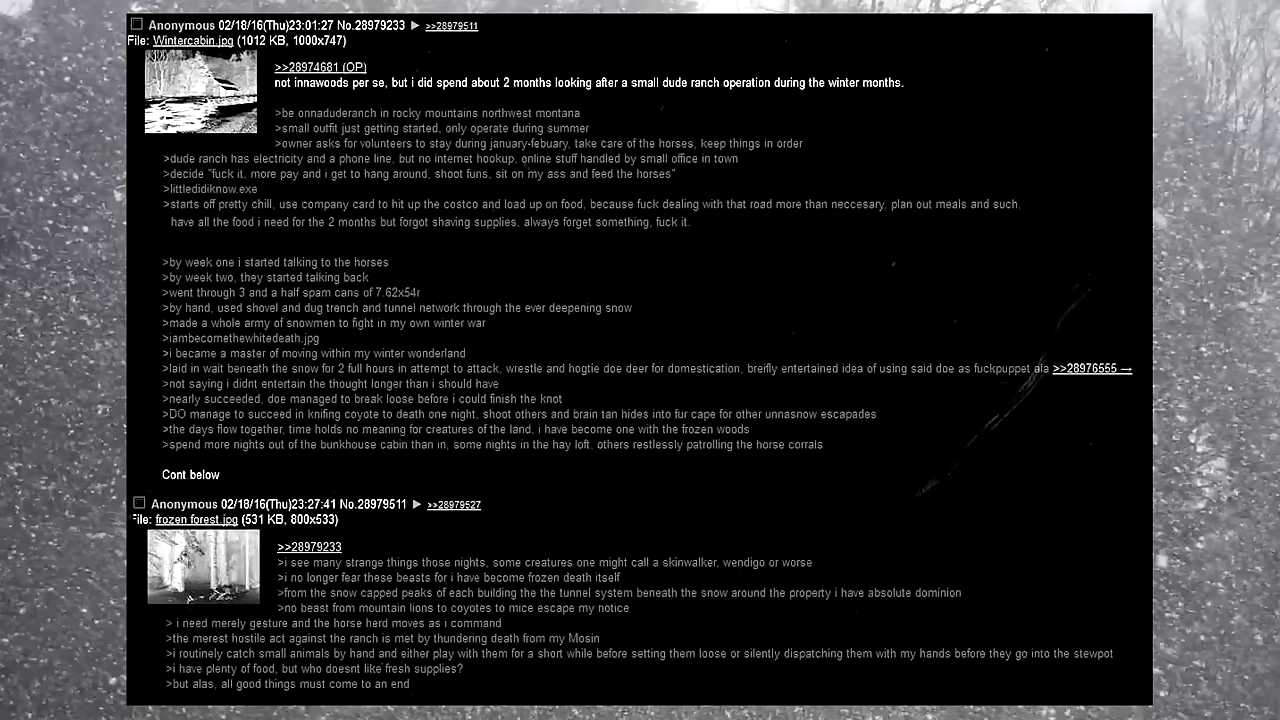 Anonymous 02/18/16(Thu)23:01:27 No.28979233 ▶ >>28979511
File: Wintercabin.jpg (1012 KB, 1000x747)
>>28974681 (OP)
not innawoods per se, but i did spend about 2 months looking after a small dude ranch operation during the winter months.
>be onnaduderanch in rocky mountains northwest montana
>small outfit just getting started, only operate during summer
>owner asks for volunteers to stay during january-febuary, take care of the horses, keep things in order
>dude ranch has electricity and a phone line, but no internet hookup, online stuff handled by small office in town
>decide "fuck it, more pay and i get to hang around, shoot funs, sit on my ass and feed the horses"
>littledidiknow.exe
>starts off pretty chill, use company card to hit up the costco and load up on food, because fuck dealing with that road more than neccesary, plan out meals and such,
have all the food i need for the 2 months but forgot shaving supplies, always forget something, fuck it.
>by week one i started talking to the horses
>by week two, they started talking back
>went through 3 and a half spam cans of 7.62x54r
>by hand, used shovel and dug trench and tunnel network through the ever deepening snow
>made a whole army of snowmen to fight in my own winter war
>iambecomethewhitedeath.jpg
>i became a master of moving within my winter wonderland
>laid in wait beneath the snow for 2 full hours in attempt to attack, wrestle and hogtie doe deer for domestication, breifly entertained idea of using said doe as fuckpuppet ala >>28976555 →
>not saying i didnt entertain the thought longer than i should have
>nearly succeeded, doe managed to break loose before i could finish the knot
>DO manage to succeed in knifing coyote to death one night, shoot others and brain tan hides into fur cape for other unnasnow escapades
>the days flow together, time holds no meaning for creatures of the land, i have become one with the frozen woods
>spend more nights out of the bunkhouse cabin than in, some nights in the hay loft, others restlessly patrolling the horse corrals
Cont below
Anonymous 02/18/16(Thu)23:27:41 No.28979511 ▶ >>28979527
File: frozen forest.jpg (531 KB, 800x533)
>>28979233
>i see many strange things those nights, some creatures one might call a skinwalker, wendigo or worse
>i no longer fear these beasts for i have become frozen death itself
>from the snow capped peaks of each building the the tunnel system beneath the snow around the property i have absolute dominion
>no beast from mountain lions to coyotes to mice escape my notice
> i need merely gesture and the horse herd moves as i command
>the merest hostile act against the ranch is met by thundering death from my Mosin
>i routinely catch small animals by hand and either play with them for a short while before setting them loose or silently dispatching them with my hands before they go into the stewpot
>i have plenty of food, but who doesnt like fresh supplies?
>but alas, all good things must come to an end